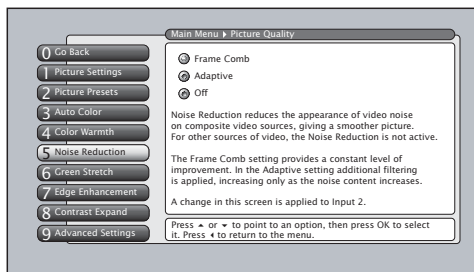 Main Menu ▸ Picture Quality
0 Go Back
1 Picture Settings
2 Picture Presets
3 Auto Color
4 Color Warmth
5 Noise Reduction
6 Green Stretch
7 Edge Enhancement
8 Contrast Expand
9 Advanced Settings
Frame Comb
Adaptive
Off
Noise Reduction reduces the appearance of video noise
on composite video sources, giving a smoother picture.
For other sources of video, the Noise Reduction is not active.
The Frame Comb setting provides a constant level of
improvement. In the Adaptive setting additional filtering
is applied, increasing only as the noise content increases.
A change in this screen is applied to Input 2.
Press ▲ or ▼ to point to an option, then press OK to select
it. Press ◂ to return to the menu.